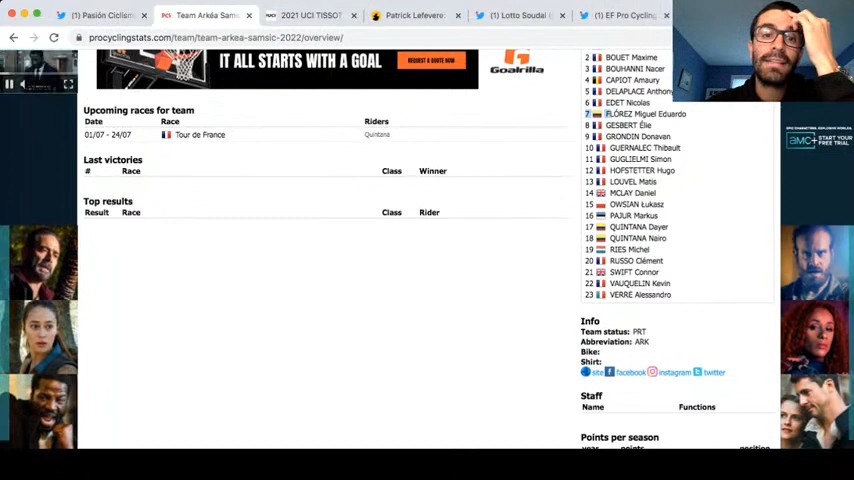 (1) Pasión Ciclism
Team Arkéa Sams
2021 UCI TISSOT
Patrick Lefevere
(1) Lotto Soudal (
(1) EF Pro Cycling
procyclingstats.com/team/team-arkea-samsic-2022/overview/
IT ALL STARTS WITH A GOAL
REQUEST A QUOTE NOW
Goalrilla
Upcoming races for team
Date Race Riders
01/07 - 24/07 Tour de France Quintana
Last victories
# Race Class Winner
Top results
Result Race Class Rider
2 BOUET Maxime
3 BOUHANNI Nacer
4 CAPIOT Amaury
5 DELAPLACE Anthony
6 EDET Nicolas
7 FLÓREZ Miguel Eduardo
8 GESBERT Élie
9 GRONDIN Donavan
10 GUERNALEC Thibault
11 GUGLIELMI Simon
12 HOFSTETTER Hugo
13 LOUVEL Matis
14 MCLAY Daniel
15 OWSIAN Łukasz
16 PAJUR Markus
17 QUINTANA Dayer
18 QUINTANA Nairo
19 RIES Michel
20 RUSSO Clément
21 SWIFT Connor
22 VAUQUELIN Kevin
23 VERRE Alessandro
Info
Team status: PRT
Abbreviation: ARK
Bike:
Shirt:
site facebook instagram twitter
Staff
Name Functions
Points per season
year points position
amc+
START YOUR
FREE TRIAL